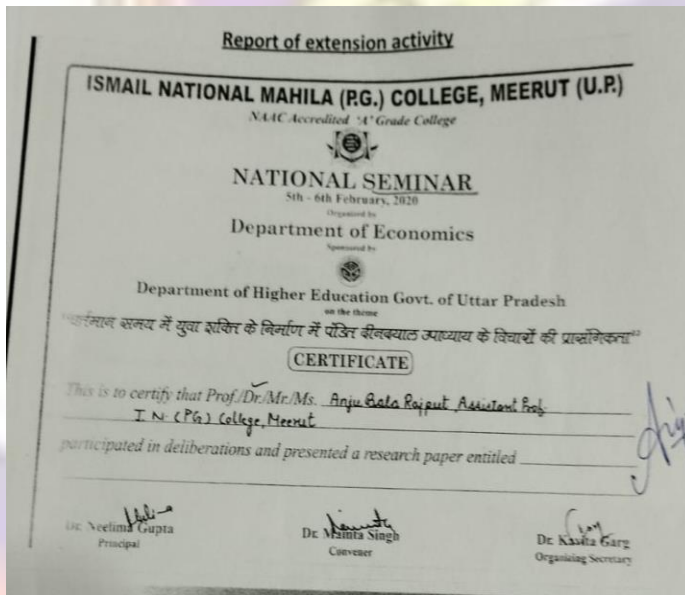 Report of extension activity
ISMAIL NATIONAL MAHILA (P.G.) COLLEGE, MEERUT (U.P.)
NAAC Accredited 'A' Grade College
NATIONAL SEMINAR
5th - 6th February, 2020
Organised by
Department of Economics
Sponsored by
Department of Higher Education Govt. of Uttar Pradesh
on the theme
"वर्तमान समय में युवा शक्ति के निर्माण में पंडित दीनदयाल उपाध्याय के विचारों की प्रासंगिकता"
CERTIFICATE
This is to certify that Prof./Dr./Mr./Ms. Anju Bala Rajput Assistant Prof.
I.N. (PG) College, Meerut
participated in deliberations and presented a research paper entitled
Dr. Neelima Gupta Dr. Mamta Singh Dr. Kavita Garg
Principal Convener Organizing Secretary